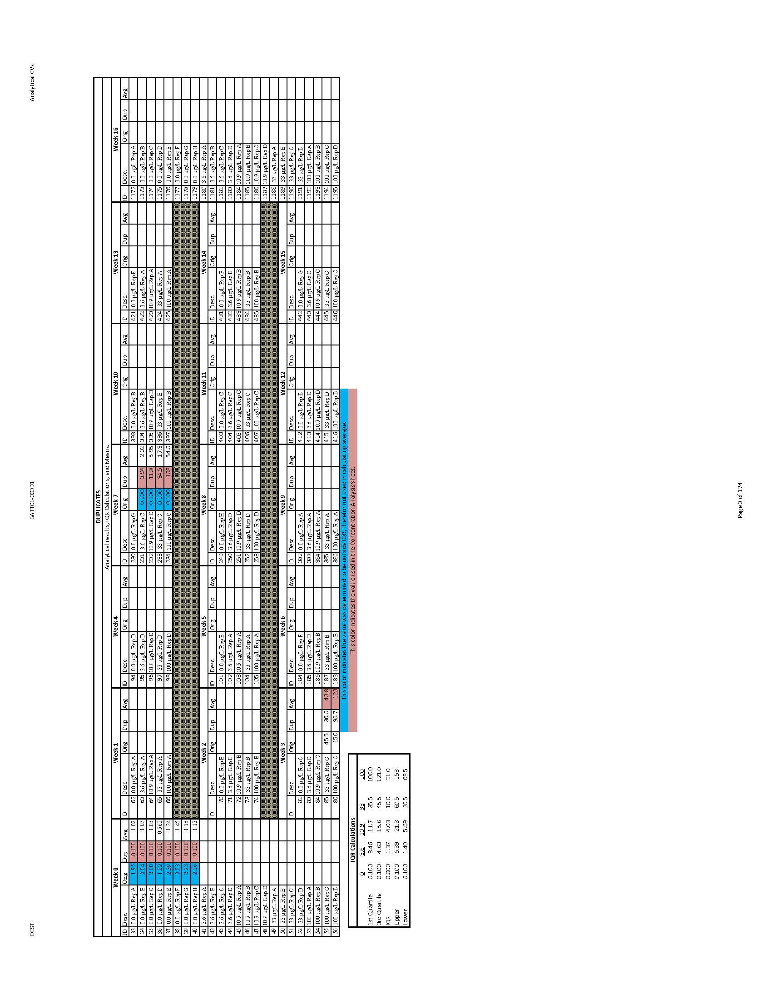 DEST BATT01-00391 Analytical CVs
DUPLICATES
Analytical results, IQR Calculations, and Means.
Week 0 Week 1 Week 4 Week 7 Week 10 Week 13 Week 16
ID Desc. Orig Dup Avg ID Desc. Orig Dup Avg ID Desc. Orig Dup Avg ID Desc. Orig Dup Avg ID Desc. Orig Dup Avg ID Desc. Orig Dup Avg ID Desc. Orig Dup Avg
33 0.0 µg/L Rep A 1.95 0.100 1.02 62 0.0 µg/L Rep A 94 0.0 µg/L Rep D 230 0.0 µg/L Rep G 393 0.0 µg/L Rep B 421 0.0 µg/L Rep E 1172 0.0 µg/L Rep A
34 0.0 µg/L Rep B 2.04 0.100 1.07 63 3.6 µg/L Rep A 95 3.6 µg/L Rep D 231 3.6 µg/L Rep C 0.100 3.94 2.02 394 3.6 µg/L Rep B 422 3.6 µg/L Rep A 1173 0.0 µg/L Rep B
35 0.0 µg/L Rep C 2.00 0.100 1.05 64 10.9 µg/L Rep A 96 10.9 µg/L Rep D 232 10.9 µg/L Rep C 0.100 11.8 5.95 395 10.9 µg/L Rep B 423 10.9 µg/L Rep A 1174 0.0 µg/L Rep C
36 0.0 µg/L Rep D 1.82 0.100 0.960 65 33 µg/L Rep A 97 33 µg/L Rep D 233 33 µg/L Rep C 0.100 34.5 17.3 396 33 µg/L Rep B 424 33 µg/L Rep A 1175 0.0 µg/L Rep D
37 0.0 µg/L Rep E 2.39 0.100 1.24 66 100 µg/L Rep A 98 100 µg/L Rep D 234 100 µg/L Rep C 0.100 108 54.0 397 100 µg/L Rep B 425 100 µg/L Rep A 1176 0.0 µg/L Rep E
38 0.0 µg/L Rep F 2.83 0.100 1.46 1177 0.0 µg/L Rep F
39 0.0 µg/L Rep G 2.23 0.100 1.16 1178 0.0 µg/L Rep G
40 0.0 µg/L Rep H 2.16 0.100 1.13 1179 0.0 µg/L Rep H
41 3.6 µg/L Rep A Week 2 Week 5 Week 8 Week 11 Week 14 1180 3.6 µg/L Rep A
42 3.6 µg/L Rep B ID Desc. Orig Dup Avg ID Desc. Orig Dup Avg ID Desc. Orig Dup Avg ID Desc. Orig Dup Avg ID Desc. Orig Dup Avg 1181 3.6 µg/L Rep B
43 3.6 µg/L Rep C 70 0.0 µg/L Rep B 101 0.0 µg/L Rep E 249 0.0 µg/L Rep H 403 0.0 µg/L Rep C 431 0.0 µg/L Rep F 1182 3.6 µg/L Rep C
44 3.6 µg/L Rep D 71 3.6 µg/L Rep B 102 3.6 µg/L Rep A 250 3.6 µg/L Rep D 404 3.6 µg/L Rep C 432 3.6 µg/L Rep B 1183 3.6 µg/L Rep D
45 10.9 µg/L Rep A 72 10.9 µg/L Rep B 103 10.9 µg/L Rep A 251 10.9 µg/L Rep D 405 10.9 µg/L Rep C 433 10.9 µg/L Rep B 1184 10.9 µg/L Rep A
46 10.9 µg/L Rep B 73 33 µg/L Rep B 104 33 µg/L Rep A 252 33 µg/L Rep D 406 33 µg/L Rep C 434 33 µg/L Rep B 1185 10.9 µg/L Rep B
47 10.9 µg/L Rep C 74 100 µg/L Rep B 105 100 µg/L Rep A 253 100 µg/L Rep D 407 100 µg/L Rep C 435 100 µg/L Rep B 1186 10.9 µg/L Rep C
48 10.9 µg/L Rep D 1187 10.9 µg/L Rep D
49 33 µg/L Rep A 1188 33 µg/L Rep A
50 33 µg/L Rep B Week 3 Week 6 Week 9 Week 12 Week 15 1189 33 µg/L Rep B
51 33 µg/L Rep C ID Desc. Orig Dup Avg ID Desc. Orig Dup Avg ID Desc. Orig Dup Avg ID Desc. Orig Dup Avg ID Desc. Orig Dup Avg 1190 33 µg/L Rep C
52 33 µg/L Rep D 82 0.0 µg/L Rep C 184 0.0 µg/L Rep F 382 0.0 µg/L Rep A 412 0.0 µg/L Rep D 442 0.0 µg/L Rep G 1191 33 µg/L Rep D
53 100 µg/L Rep A 83 3.6 µg/L Rep C 185 3.6 µg/L Rep B 383 3.6 µg/L Rep A 413 3.6 µg/L Rep D 443 3.6 µg/L Rep C 1192 100 µg/L Rep A
54 100 µg/L Rep B 84 10.9 µg/L Rep C 186 10.9 µg/L Rep B 384 10.9 µg/L Rep A 414 10.9 µg/L Rep D 444 10.9 µg/L Rep C 1193 100 µg/L Rep B
55 100 µg/L Rep C 85 33 µg/L Rep C 45.5 36.0 40.8 187 33 µg/L Rep B 385 33 µg/L Rep A 415 33 µg/L Rep D 445 33 µg/L Rep C 1194 100 µg/L Rep C
56 100 µg/L Rep D 86 100 µg/L Rep C 150 90.7 120 188 100 µg/L Rep B 386 100 µg/L Rep A 416 100 µg/L Rep D 446 100 µg/L Rep C 1195 100 µg/L Rep D
This color indicates the value was determined to be outside IQR, therefor not used in calculating average.
This color indicates the value used in the Concentration Analysis Sheet.
IQR Calculations
0 3.6 10.9 33 100
1st Quartile 0.100 3.46 11.7 35.5 100.0
3rd Quartile 0.100 4.83 15.8 45.5 121.0
IQR 0.000 1.37 4.03 10.0 21.0
Upper 0.100 6.89 21.8 60.5 153
Lower 0.100 1.40 5.69 20.5 68.5
Page 3 of 174